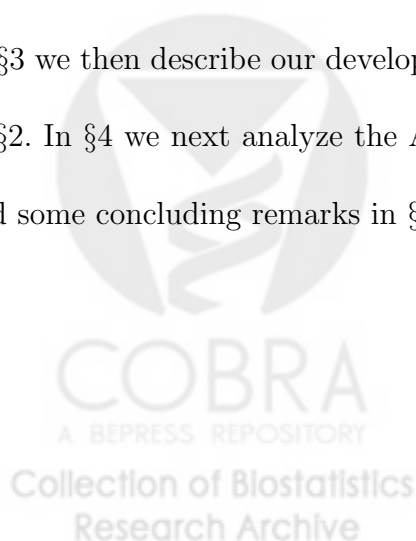 §3 we then describe our develop
§2. In §4 we next analyze the A
d some concluding remarks in §
COBRA
A BEPRESS REPOSITORY
Collection of Biostatistics
Research Archive